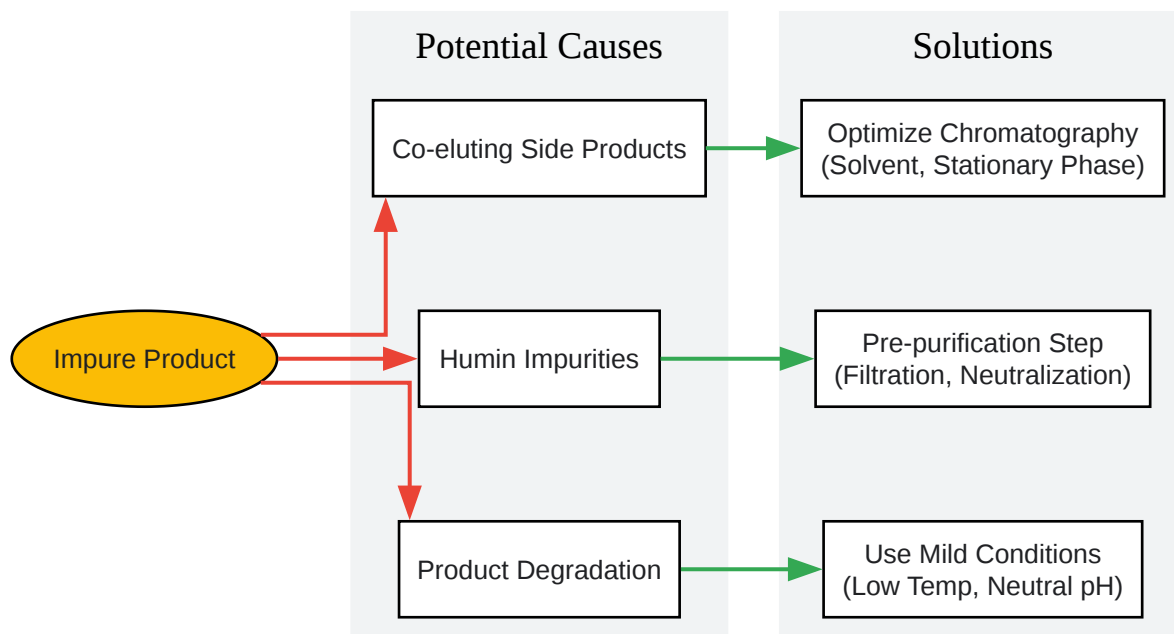 Potential Causes
Solutions
Co-eluting Side Products
Optimize Chromatography
(Solvent, Stationary Phase)
Impure Product
Humin Impurities
Pre-purification Step
(Filtration, Neutralization)
Product Degradation
Use Mild Conditions
(Low Temp, Neutral pH)